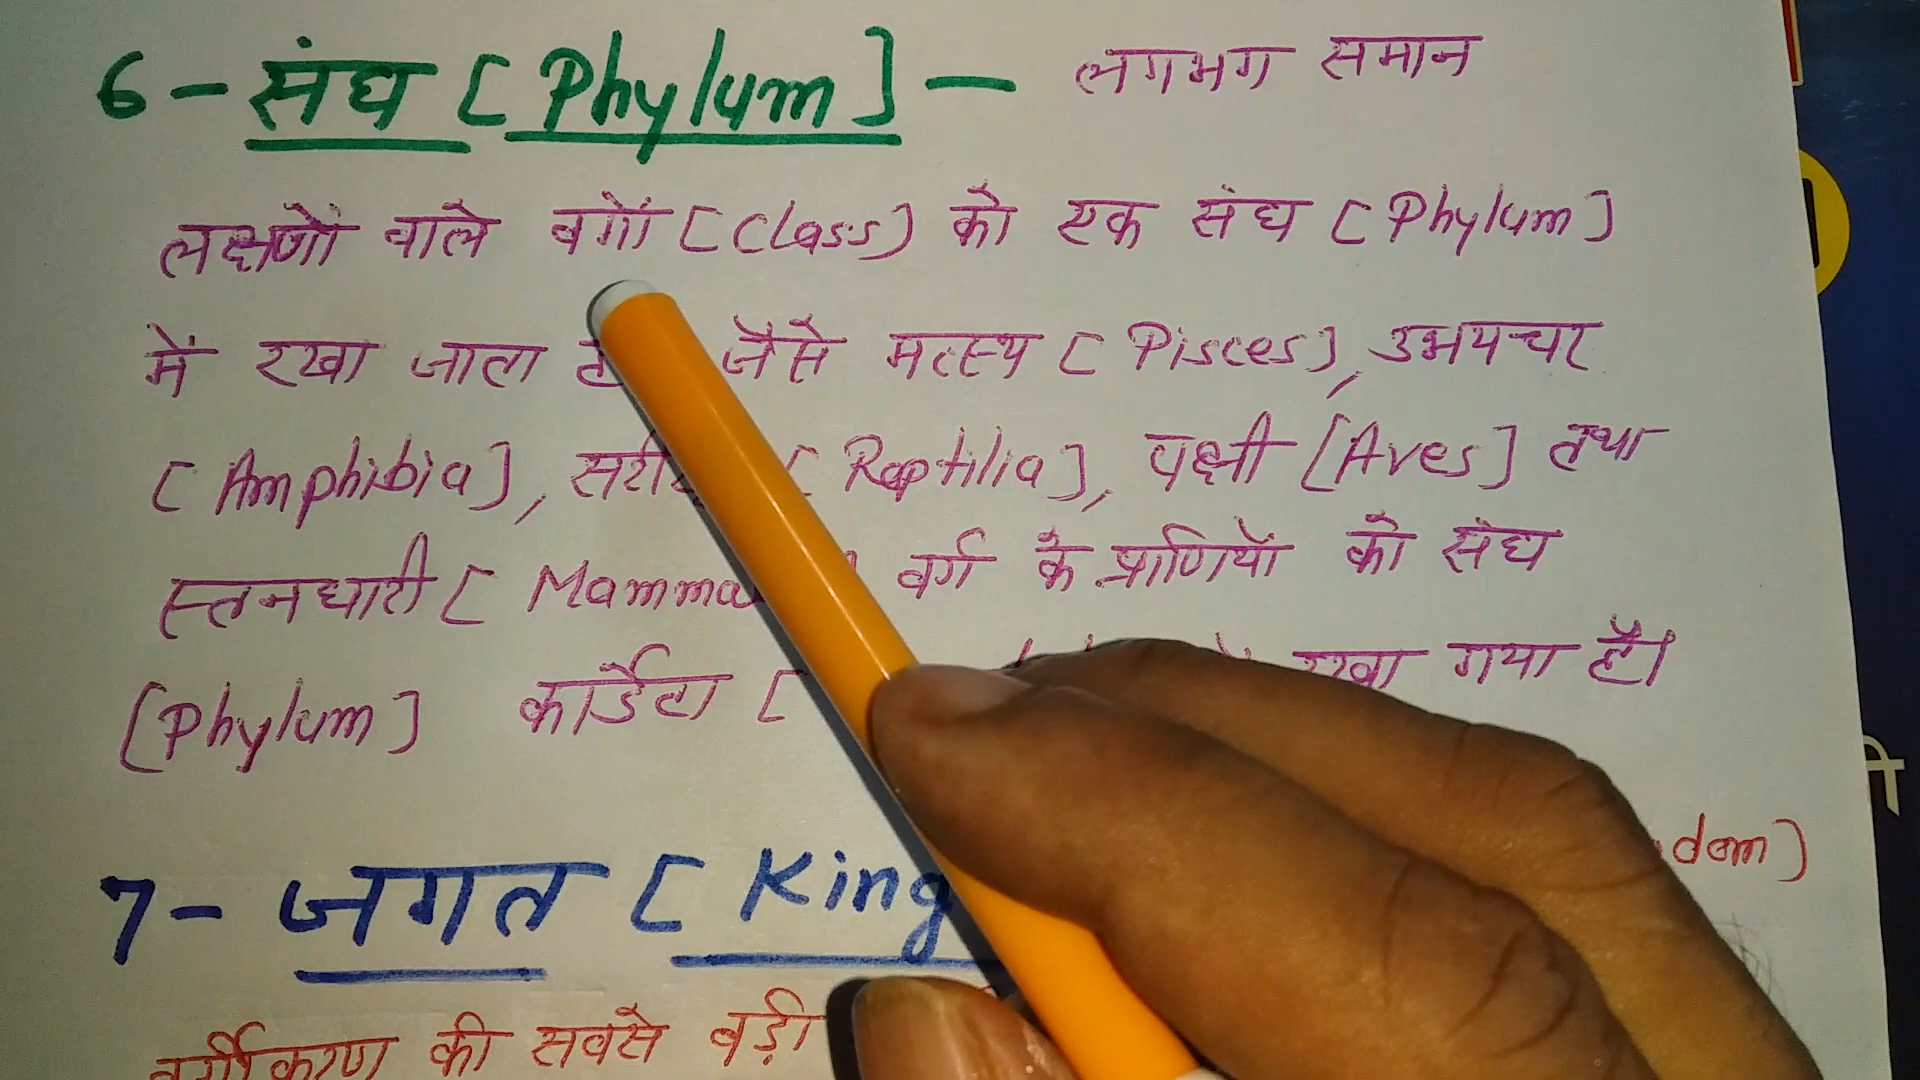 6 - संघ [Phylum] — लगभग समान
लक्षणों वाले वर्गों [Class] को एक संघ [Phylum]
में रखा जाता जैसे मत्स्य [Pisces], उभयचर
[Amphibia], [Reptilia], पक्षी [Aves] तथा
स्तनधारी [ वर्ग के प्राणियों को संघ
[Phylum] कार्डेटा [ रखा गया है।
7 - जगत [King
dom)
वर्गीकरण की सबसे बड़ी